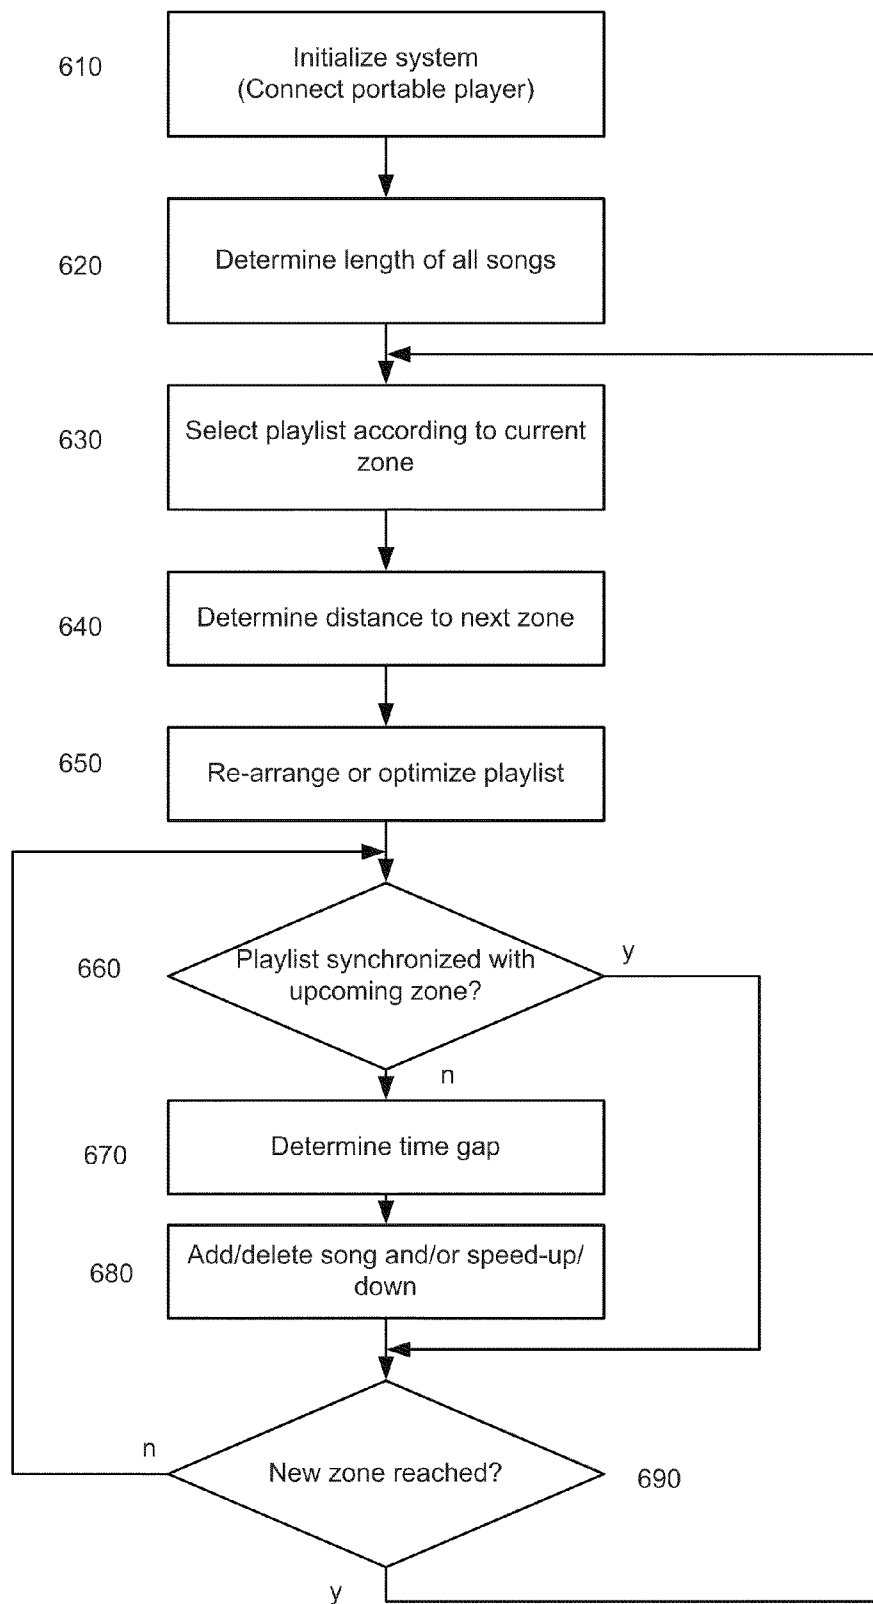 610
Initialize system
(Connect portable player)
620
Determine length of all songs
630
Select playlist according to current
zone
640
Determine distance to next zone
650
Re-arrange or optimize playlist
660
Playlist synchronized with
upcoming zone?
y
n
670
Determine time gap
680
Add/delete song and/or speed-up/
down
n
New zone reached?
690
y